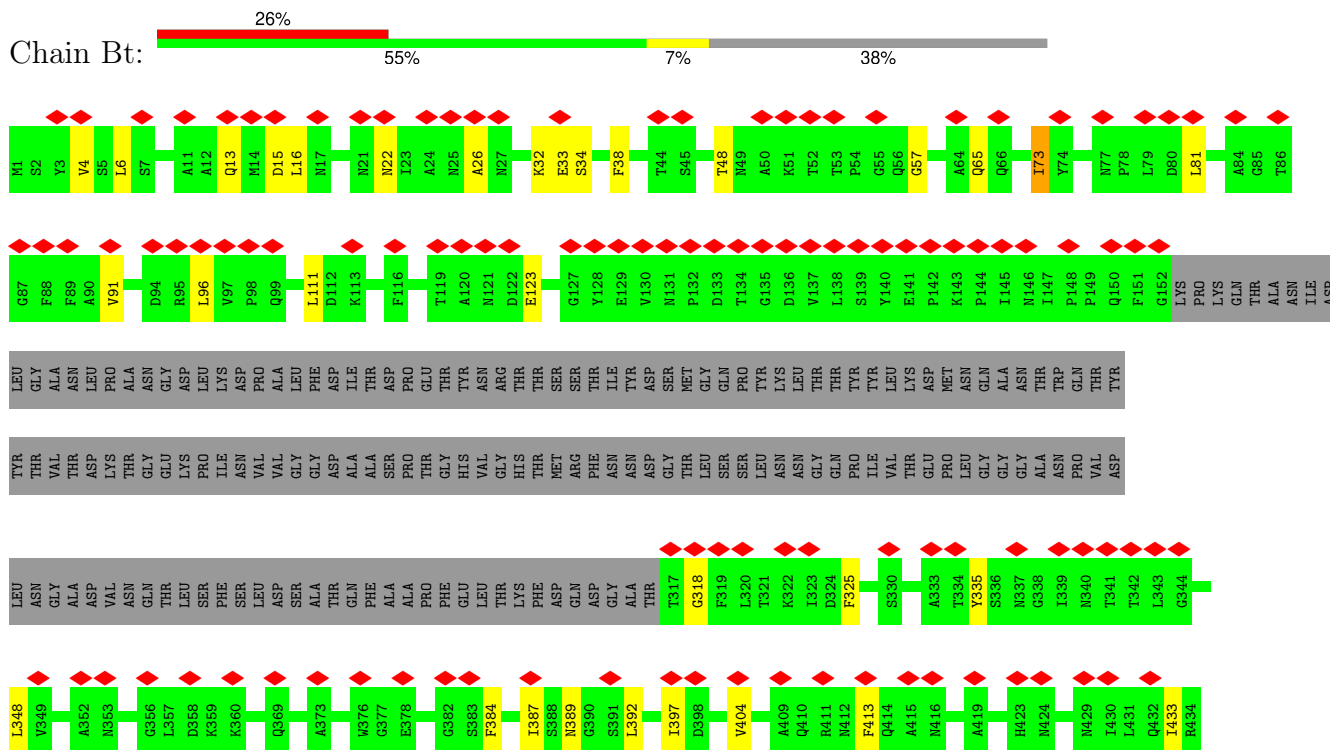 26%
Chain Bt:
55% 7% 38%
M1 S2 Y3 V4 S5 L6 S7 A11 A12 Q13 M14 D15 L16 N17 N21 N22 I23 A24 N25 A26 N27 K32 E33 S34 F38 T44 S45 T48 N49 A50 K51 T52 T53 P54 G55 Q56 G57 A64 Q65 Q66 I73 Y74 N77 P78 L79 D80 L81 A84 G85 T86
G87 F88 F89 A90 V91 D94 R95 L96 V97 P98 Q99 L111 D112 K113 F116 T119 A120 N121 D122 E123 G127 Y128 E129 V130 N131 P132 D133 T134 G135 D136 V137 L138 S139 Y140 E141 P142 K143 P144 I145 N146 I147 P148 P149 Q150 F151 G152 LYS PRO LYS GLN THR ALA ASN ILE ASP
LEU GLY ALA ASN LEU PRO ALA ASN GLY ASP LEU LYS ASP PRO ALA LEU PHE ASP ILE THR ASP PRO GLU THR TYR ASN ARG THR THR SER SER THR ILE TYR ASP SER MET GLY GLN PRO TYR LYS LEU THR THR TYR TYR LEU LYS ASP MET ASN GLN ALA ASN THR TRP GLN THR TYR
TYR THR VAL THR ASP LYS THR GLY GLU LYS PRO ILE ASN VAL VAL GLY GLY ASP ALA ALA SER PRO THR GLY HIS VAL GLY HIS THR MET ARG PHE ASN ASN ASP GLY THR LEU SER SER LEU ASN ASN GLY GLN PRO ILE VAL THR GLU PRO LEU GLY GLY GLY ALA ASN PRO VAL ASP
LEU ASN GLY ALA ASP VAL ASN GLN THR LEU SER PHE SER LEU ASP SER ALA THR GLN PHE ALA ALA PRO PHE GLU LEU THR LYS PHE ASP GLN ASP GLY ALA THR T317 G318 F319 L320 T321 K322 I323 D324 F325 S330 A333 T334 Y335 S336 N337 G338 I339 N340 T341 T342 L343 G344
L348 V349 A352 N353 G356 L357 D358 K359 K360 Q369 A373 W376 G377 E378 G382 S383 F384 I387 S388 N389 G390 S391 L392 I397 D398 V404 A409 Q410 R411 N412 F413 Q414 A415 N416 A419 H423 N424 N429 I430 L431 Q432 I433 R434